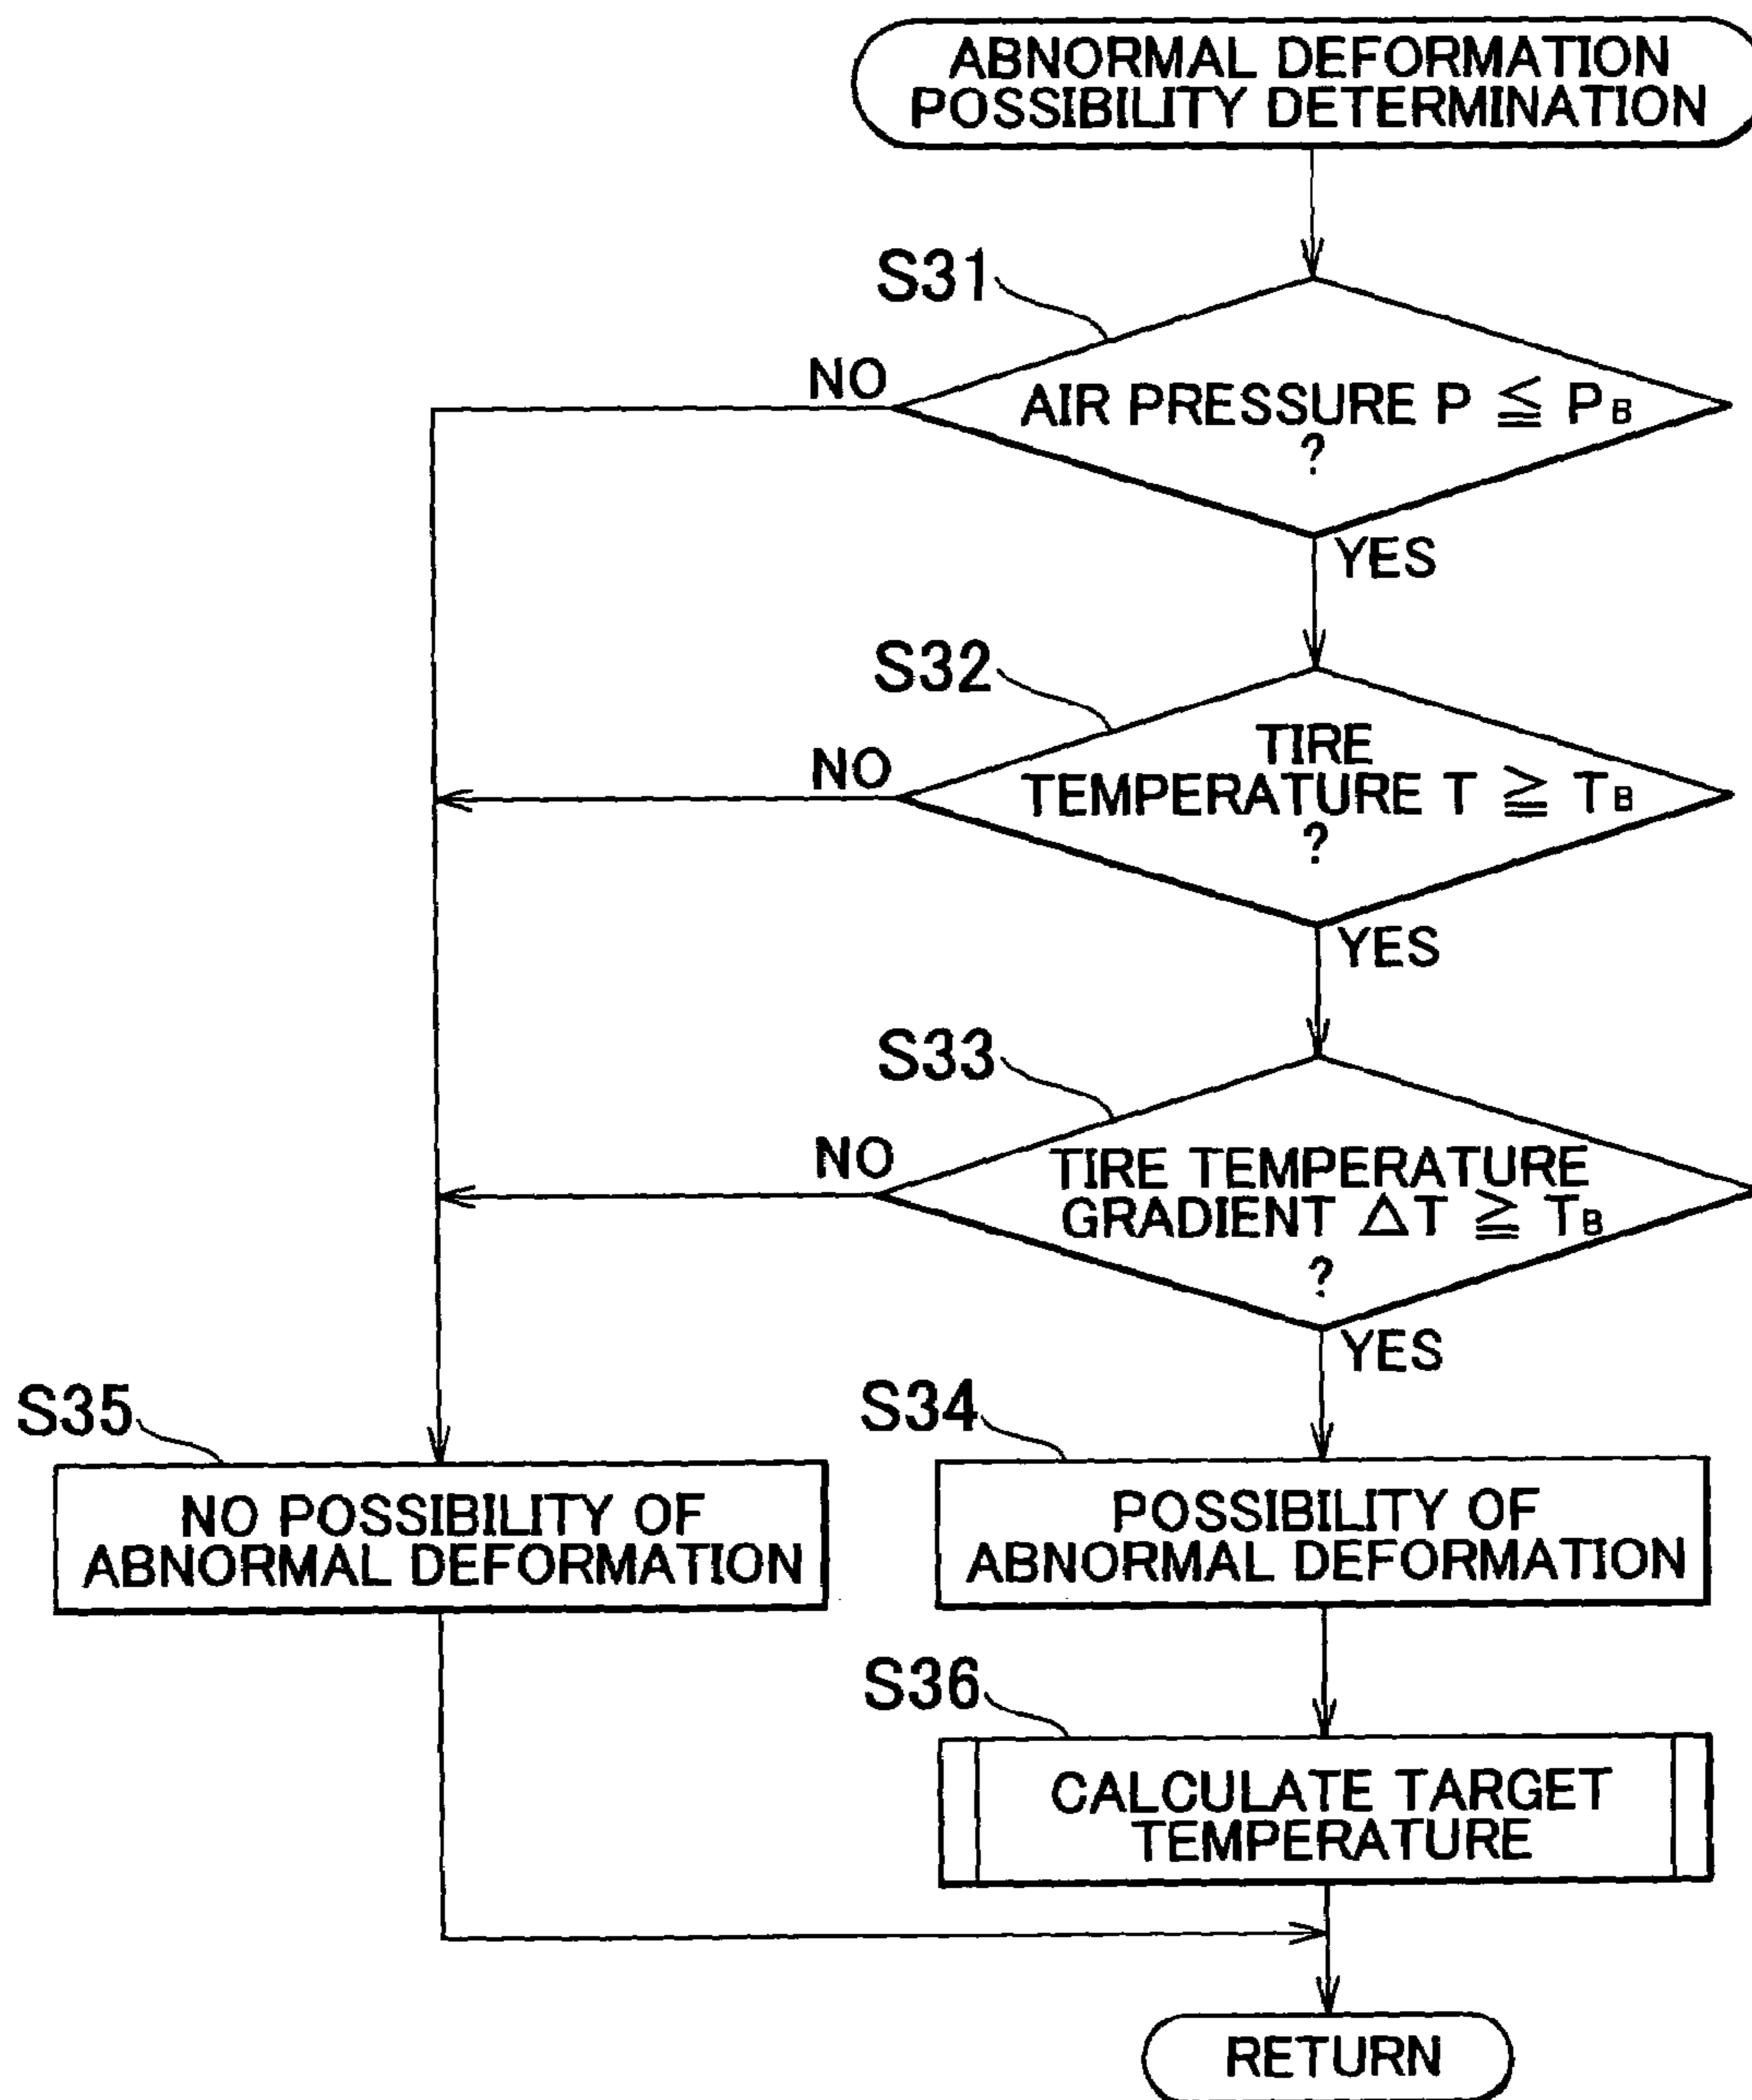 ABNORMAL DEFORMATION
POSSIBILITY DETERMINATION
S31
NO
AIR PRESSURE P ≦ PB
?
YES
S32
NO
TIRE
TEMPERATURE T ≧ TB
?
YES
S33
NO
TIRE TEMPERATURE
GRADIENT △T ≧ TB
?
YES
S35
NO POSSIBILITY OF
ABNORMAL DEFORMATION
S34
POSSIBILITY OF
ABNORMAL DEFORMATION
S36
CALCULATE TARGET
TEMPERATURE
RETURN